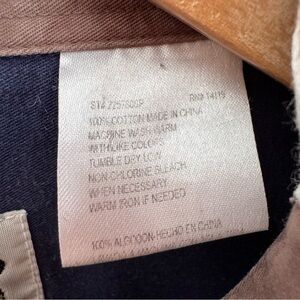 100% COTTON MADE IN CHINA
MACHINE WASH WARM
WITH LIKE COLORS
TUMBLE DRY LOW
NON-CHLORINE BLEACH
WHEN NECESSARY
WARM IRON IF NEEDED
100% ALGODON-HECHO EN CHINA